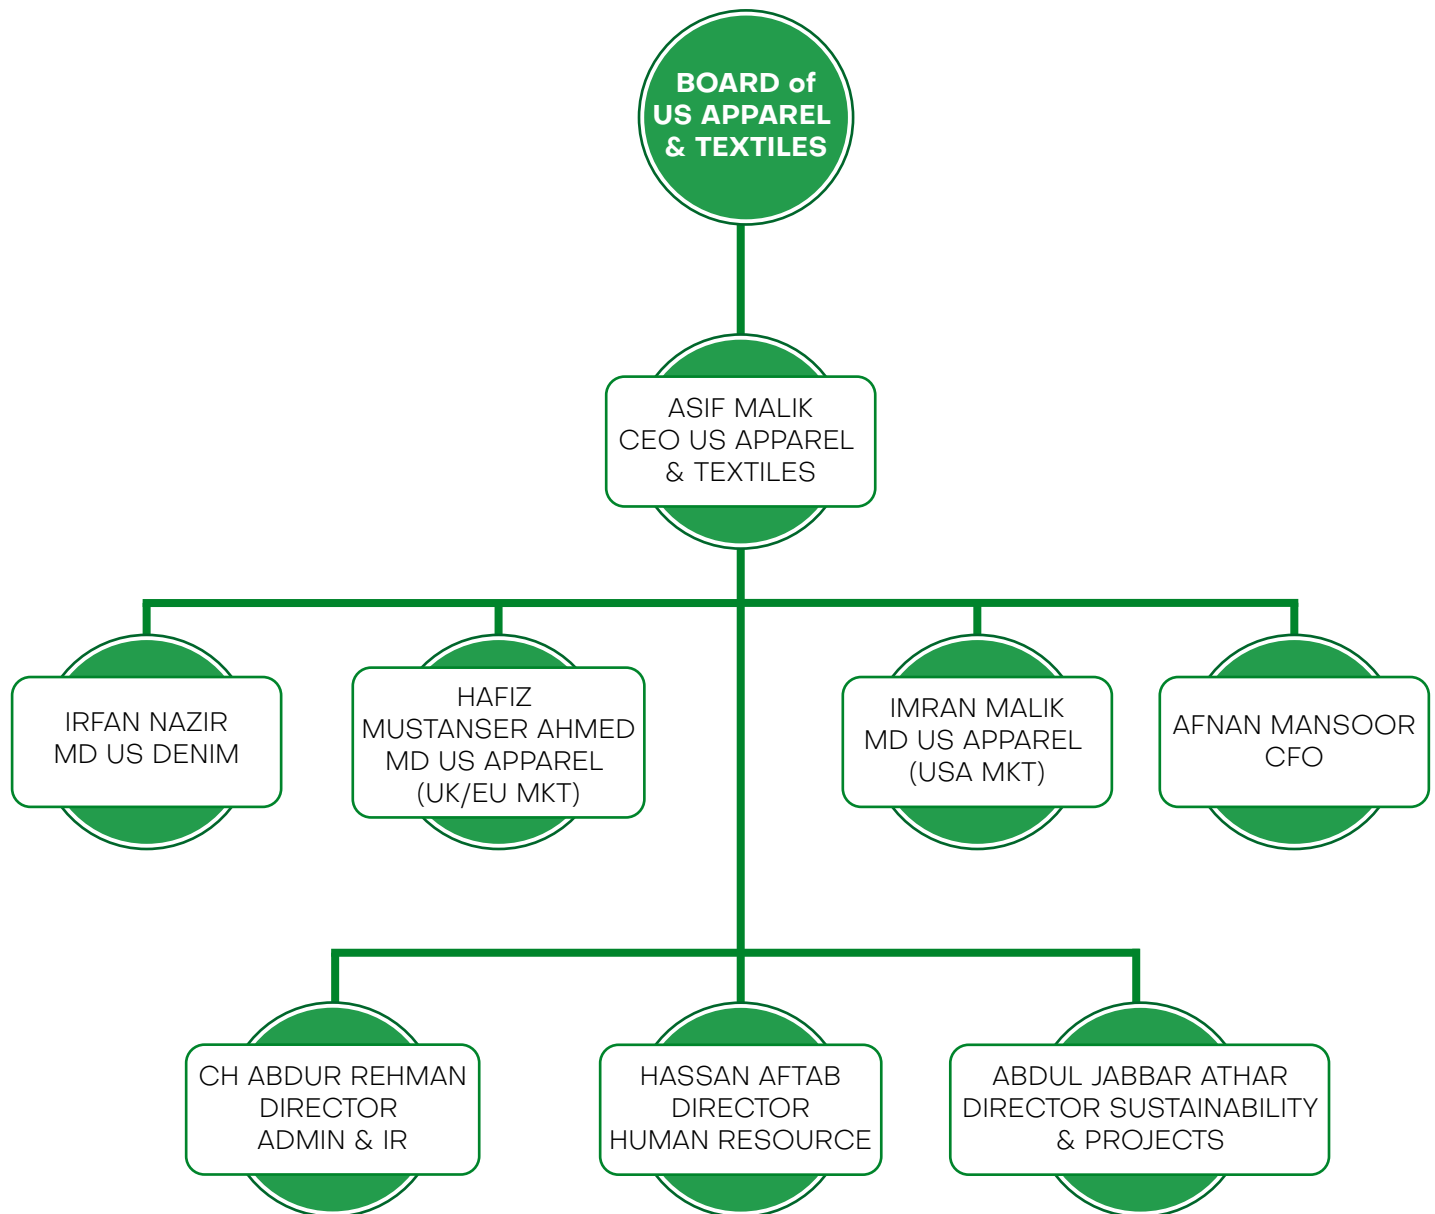 BOARD of
US APPAREL
& TEXTILES
ASIF MALIK
CEO US APPAREL
& TEXTILES
IRFAN NAZIR
MD US DENIM
HAFIZ
MUSTANSER AHMED
MD US APPAREL
(UK/EU MKT)
IMRAN MALIK
MD US APPAREL
(USA MKT)
AFNAN MANSOOR
CFO
CH ABDUR REHMAN
DIRECTOR
ADMIN & IR
HASSAN AFTAB
DIRECTOR
HUMAN RESOURCE
ABDUL JABBAR ATHAR
DIRECTOR SUSTAINABILITY
& PROJECTS